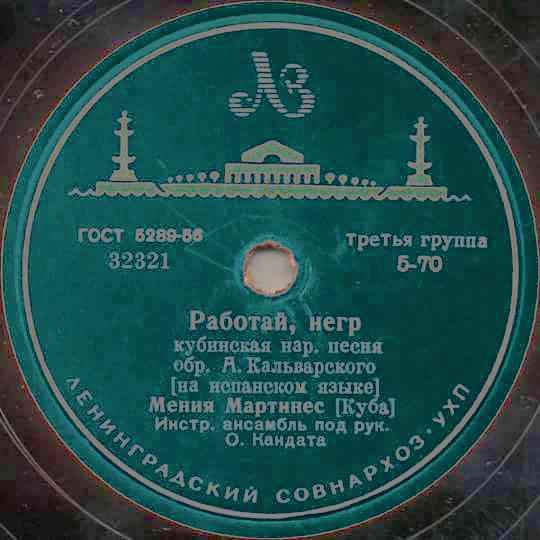 ЛЗ
ГОСТ 5289-56
третья группа
32321
5-70
Работай, негр
кубинская нар. песня
обр. А. Кальварского
[на испанском языке]
Мения Мартинес [Куба]
Инстр. ансамбль под рук.
О. Кандата
ЛЕНИНГРАДСКИЙ СОВНАРХОЗ · УХП